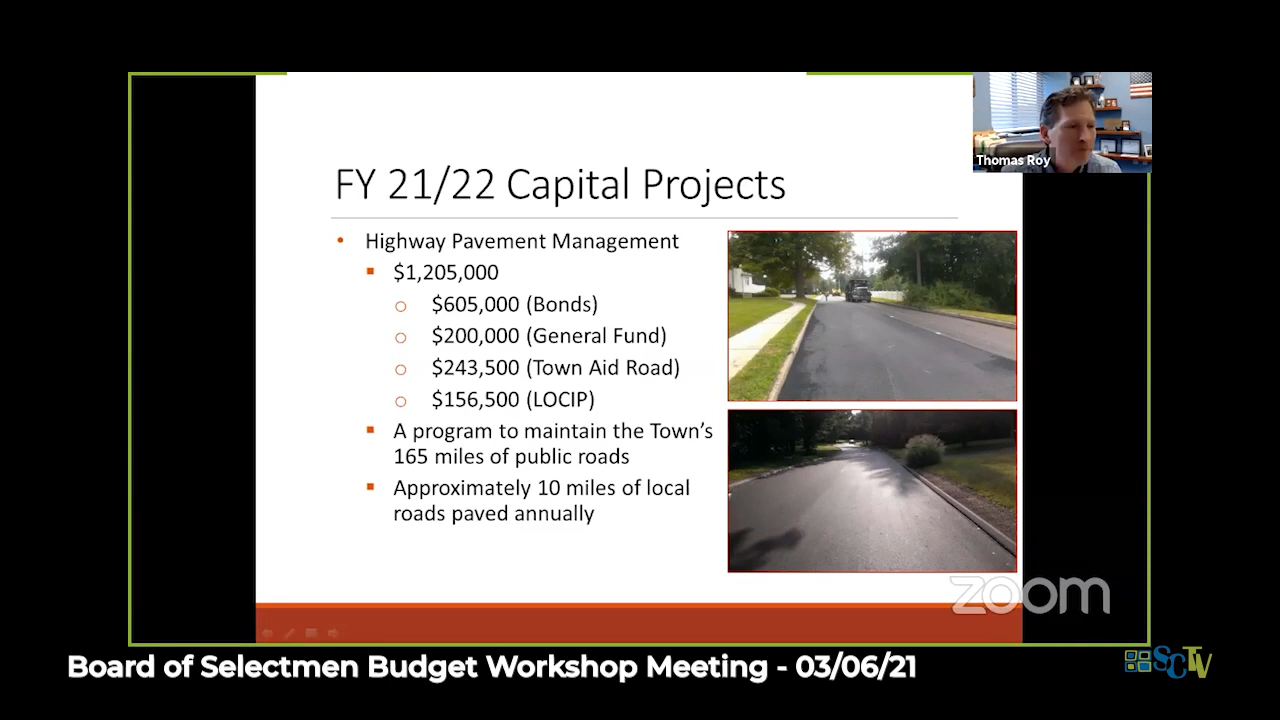 Thomas Roy
FY 21/22 Capital Projects
• Highway Pavement Management
▪ $1,205,000
o $605,000 (Bonds)
o $200,000 (General Fund)
o $243,500 (Town Aid Road)
o $156,500 (LOCIP)
▪ A program to maintain the Town’s
165 miles of public roads
▪ Approximately 10 miles of local
roads paved annually
zoom
Board of Selectmen Budget Workshop Meeting - 03/06/21
SCTV